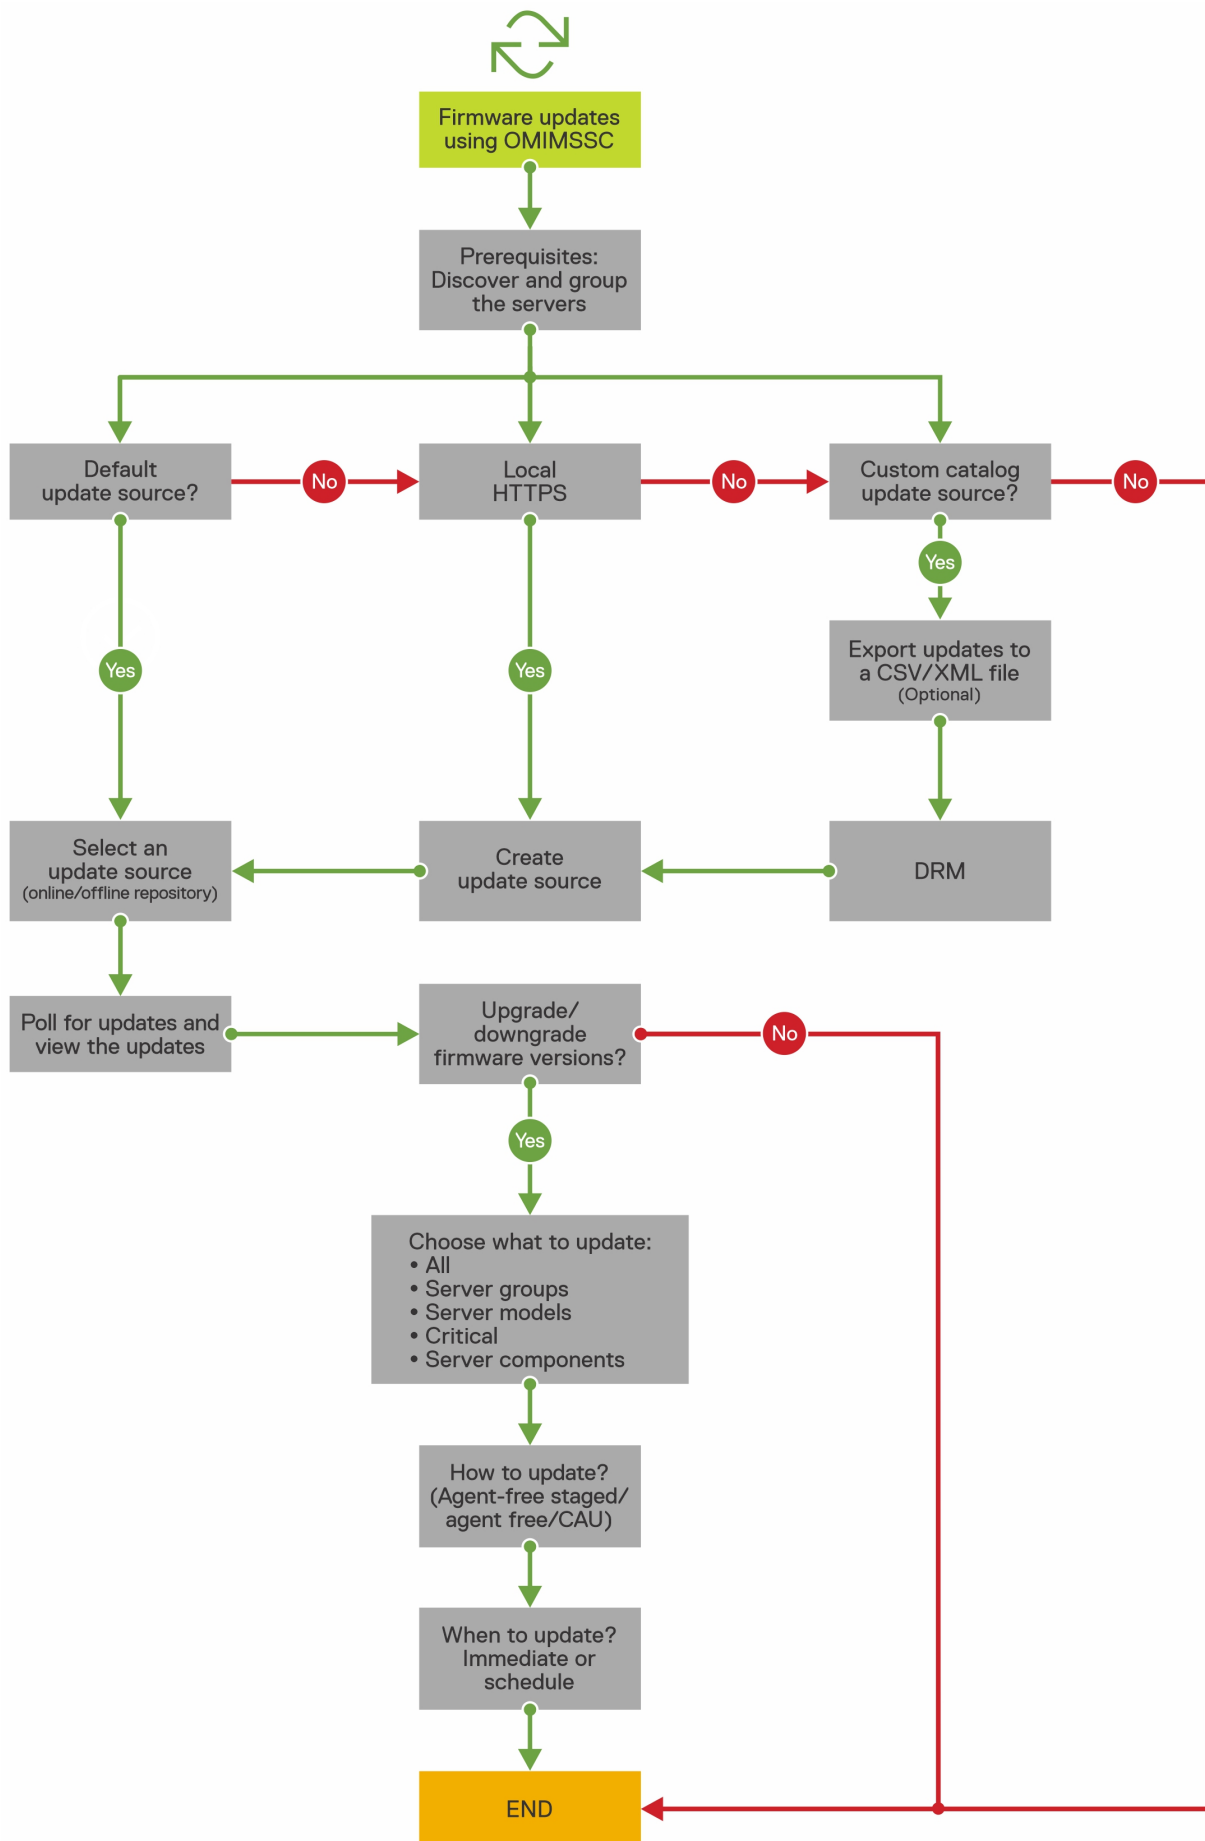 Firmware updates
using OMIMSSC
Prerequisites:
Discover and group
the servers
Default
update source?
No
Local
HTTPS
No
Custom catalog
update source?
No
Yes
Yes
Yes
Export updates to
a CSV/XML file
(Optional)
Select an
update source
(online/offline repository)
Create
update source
DRM
Poll for updates and
view the updates
Upgrade/
downgrade
firmware versions?
No
Yes
Choose what to update:
• All
• Server groups
• Server models
• Critical
• Server components
How to update?
(Agent-free staged/
agent free/CAU)
When to update?
Immediate or
schedule
END